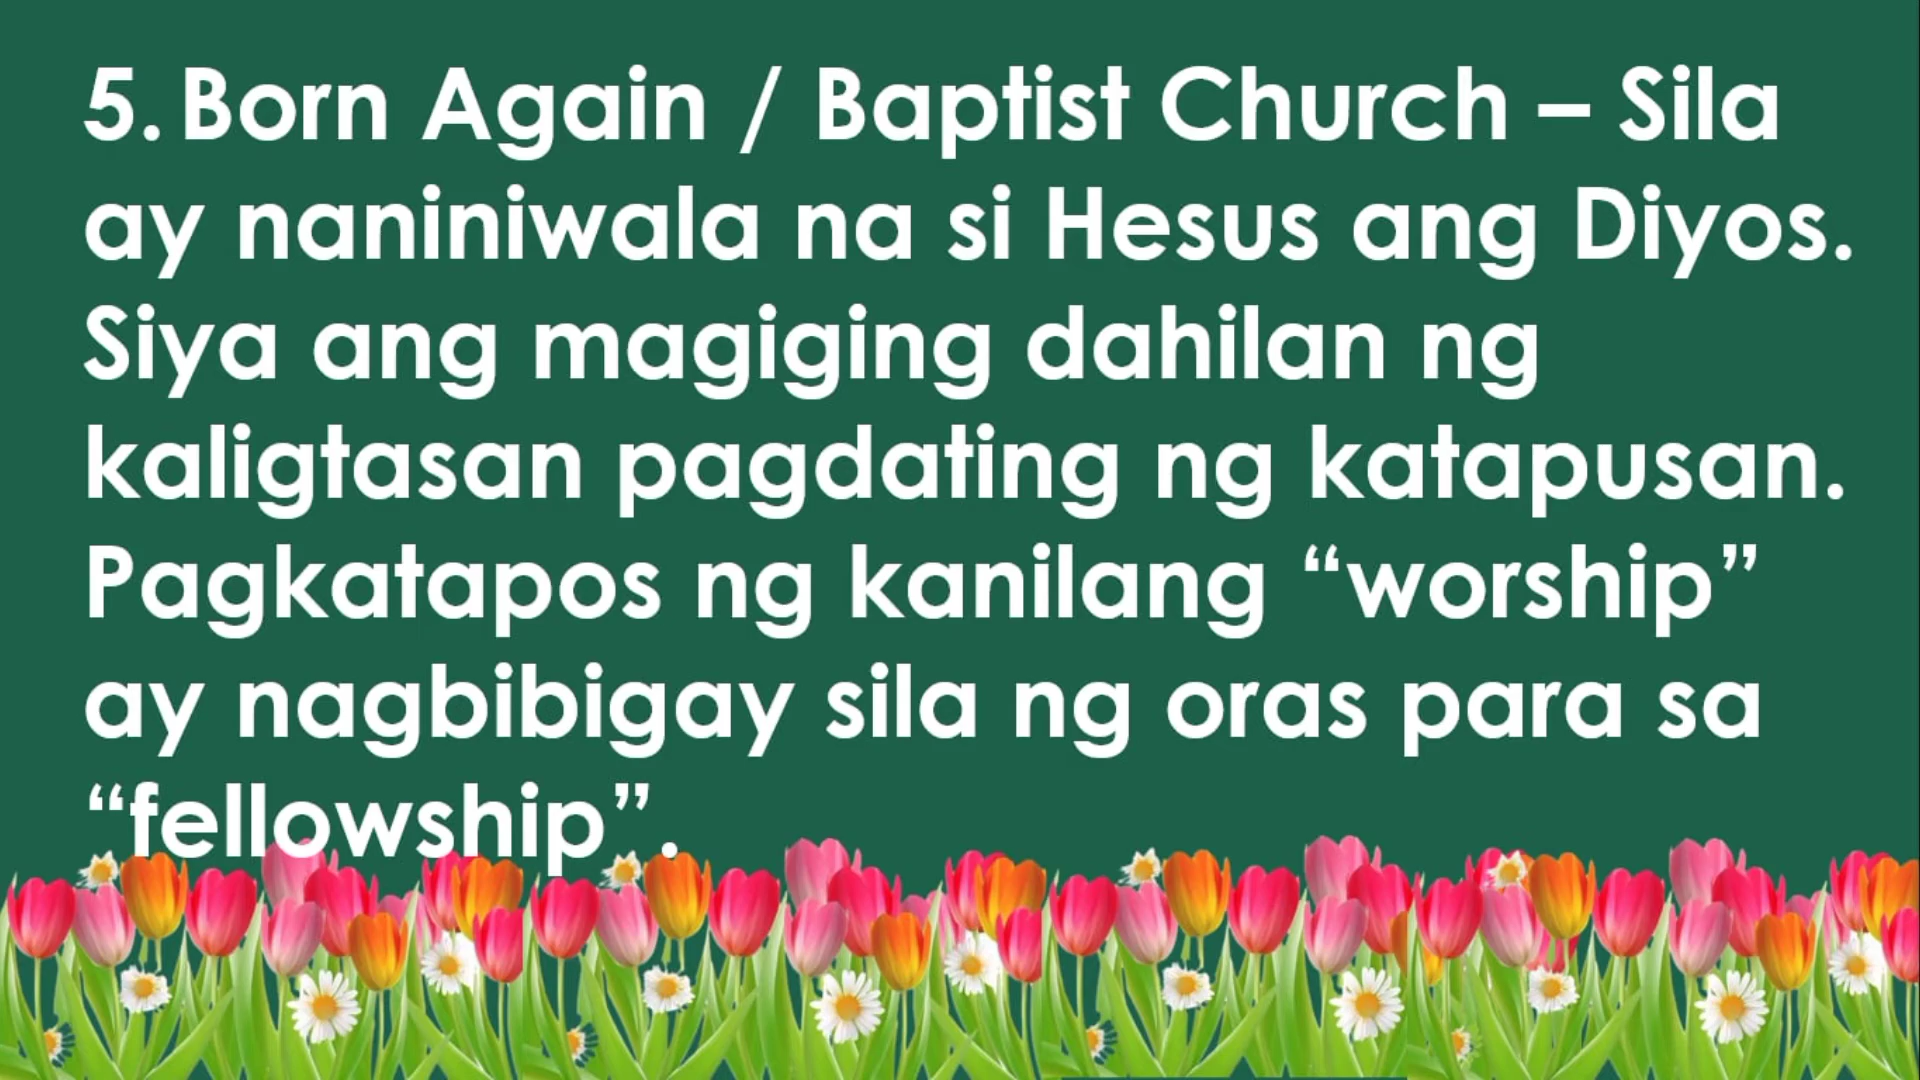 5. Born Again / Baptist Church – Sila
ay naniniwala na si Hesus ang Diyos.
Siya ang magiging dahilan ng
kaligtasan pagdating ng katapusan.
Pagkatapos ng kanilang “worship”
ay nagbibigay sila ng oras para sa
“fellowship”.